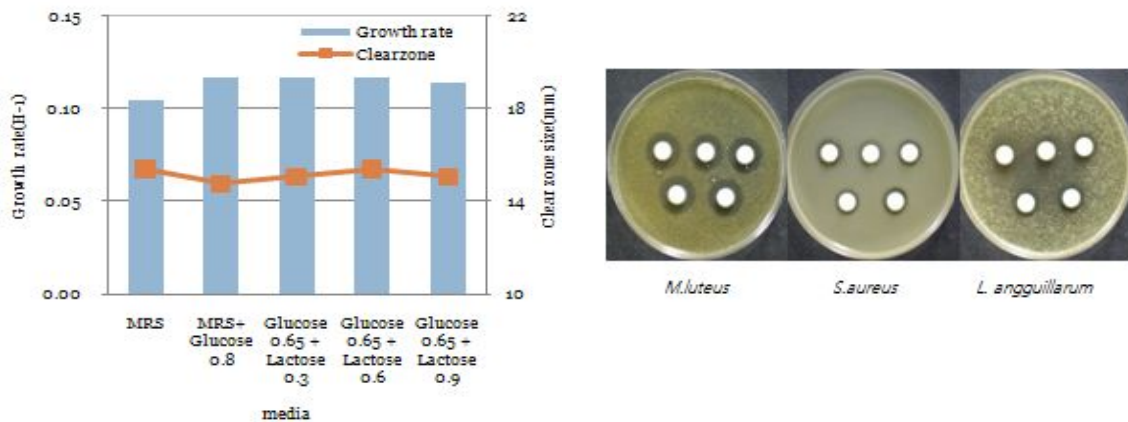 0.15
0.10
0.05
0.00
Growth rate(H-1)
Growth rate
Clearzone
22
18
14
10
Clear zone size(mm)
MRS
MRS+
Glucose
0.8
Glucose
0.65 +
Lactose
0.3
Glucose
0.65 +
Lactose
0.6
Glucose
0.65 +
Lactose
0.9
media
M.luteus
S.aureus
L. angguillarum